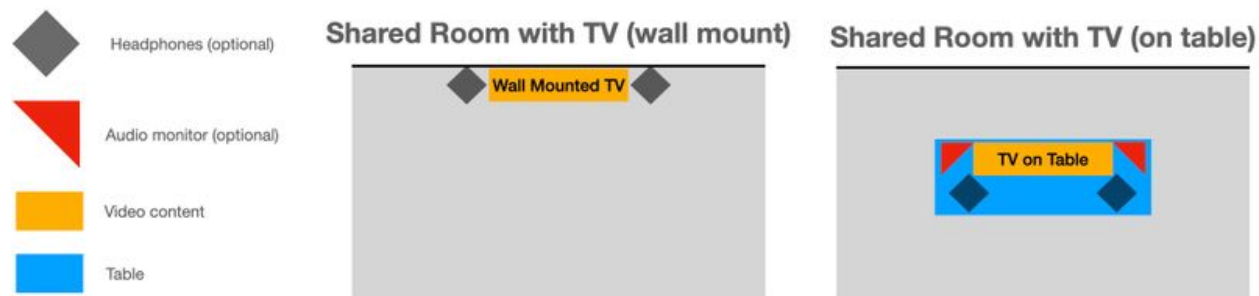 Headphones (optional)
Audio monitor (optional)
Video content
Table
Shared Room with TV (wall mount)
Wall Mounted TV
Shared Room with TV (on table)
TV on Table